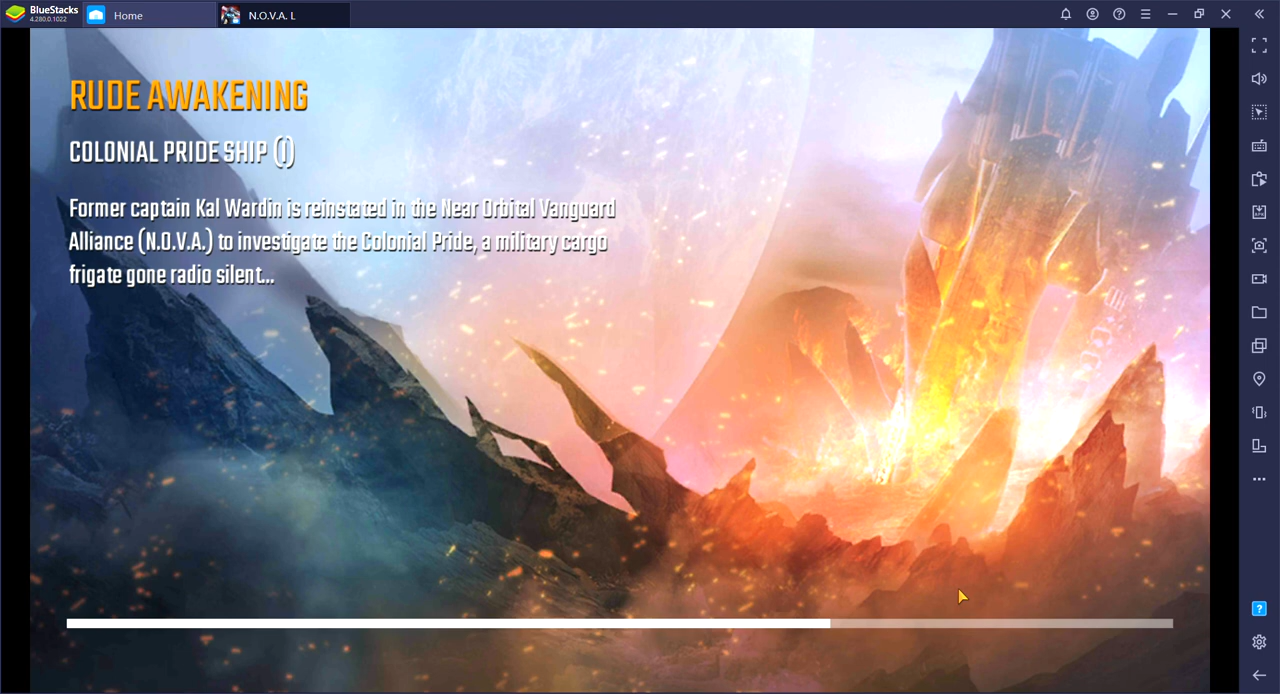 BlueStacks
4.280.0.1022
Home
N.O.V.A. L
RUDE AWAKENING
COLONIAL PRIDE SHIP (1)
Former captain Kal Wardin is reinstated in the Near Orbital Vanguard
Alliance (N.O.V.A.) to investigate the Colonial Pride, a military cargo
frigate gone radio silent...